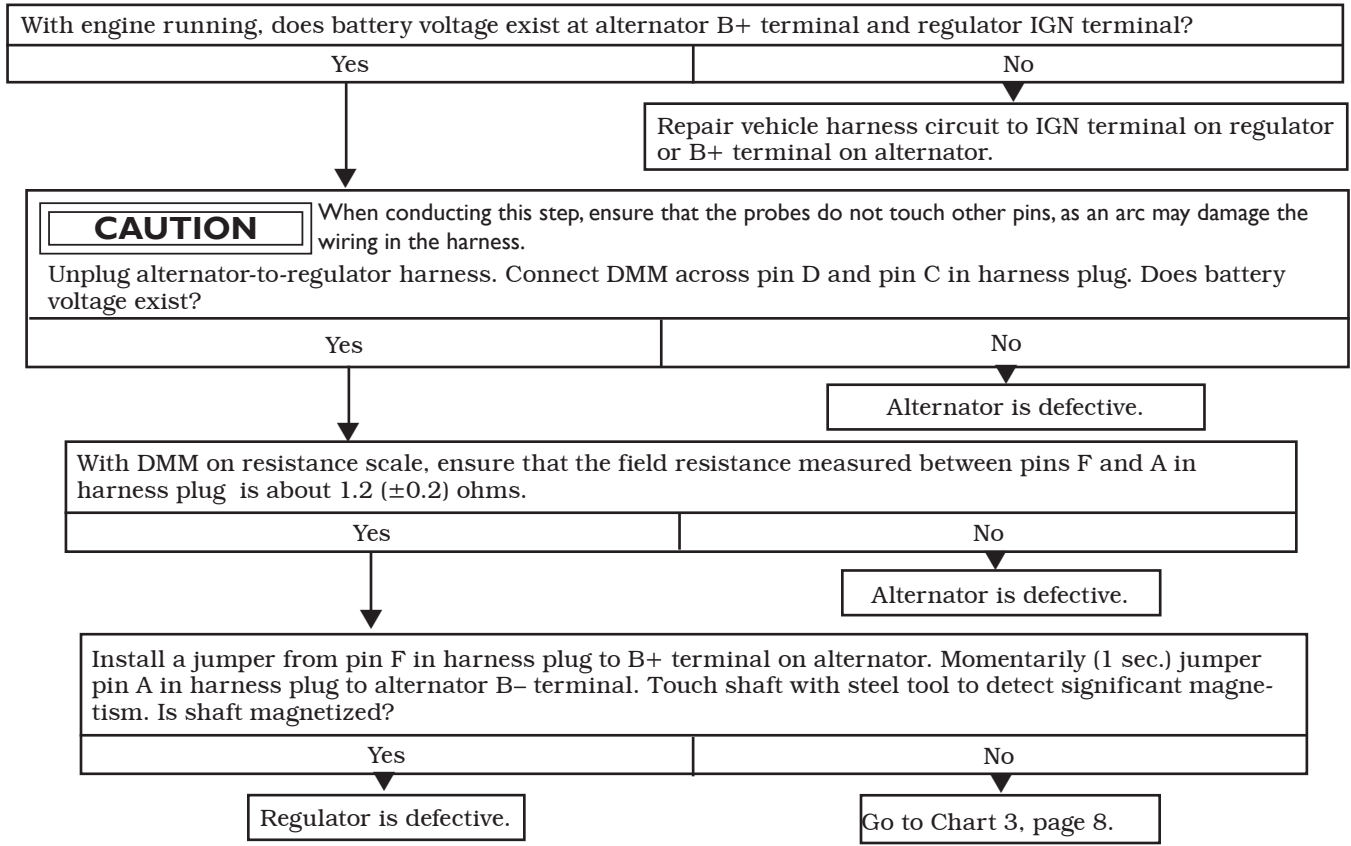 With engine running, does battery voltage exist at alternator B+ terminal and regulator IGN terminal?
Yes
No
Repair vehicle harness circuit to IGN terminal on regulator
or B+ terminal on alternator.
CAUTION
When conducting this step, ensure that the probes do not touch other pins, as an arc may damage the
wiring in the harness.
Unplug alternator-to-regulator harness. Connect DMM across pin D and pin C in harness plug. Does battery
voltage exist?
Yes
No
Alternator is defective.
With DMM on resistance scale, ensure that the field resistance measured between pins F and A in
harness plug is about 1.2 (±0.2) ohms.
Yes
No
Alternator is defective.
Install a jumper from pin F in harness plug to B+ terminal on alternator. Momentarily (1 sec.) jumper
pin A in harness plug to alternator B– terminal. Touch shaft with steel tool to detect significant magne-
tism. Is shaft magnetized?
Yes
No
Regulator is defective.
Go to Chart 3, page 8.